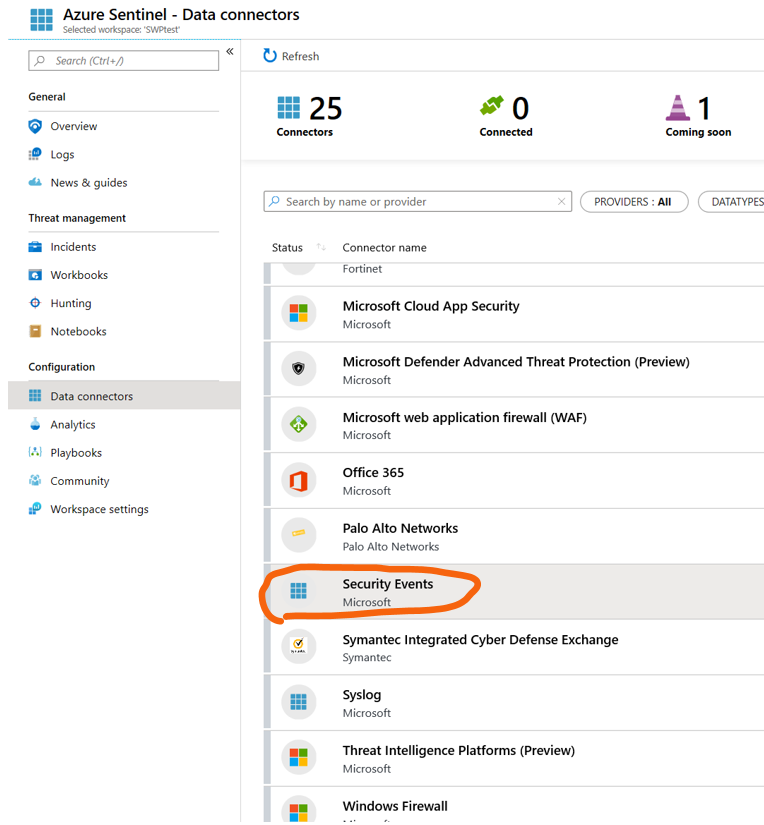 Azure Sentinel - Data connectors
Selected workspace: 'SWPtest'
Search (Ctrl+/)
«
General
Overview
Logs
News & guides
Threat management
Incidents
Workbooks
Hunting
Notebooks
Configuration
Data connectors
Analytics
Playbooks
Community
Workspace settings
Refresh
25
Connectors
0
Connected
1
Coming soon
Search by name or provider
PROVIDERS : All
DATATYPES
Status
Connector name
Fortinet
Microsoft Cloud App Security
Microsoft
Microsoft Defender Advanced Threat Protection (Preview)
Microsoft
Microsoft web application firewall (WAF)
Microsoft
Office 365
Microsoft
Palo Alto Networks
Palo Alto Networks
Security Events
Microsoft
Symantec Integrated Cyber Defense Exchange
Symantec
Syslog
Microsoft
Threat Intelligence Platforms (Preview)
Microsoft
Windows Firewall